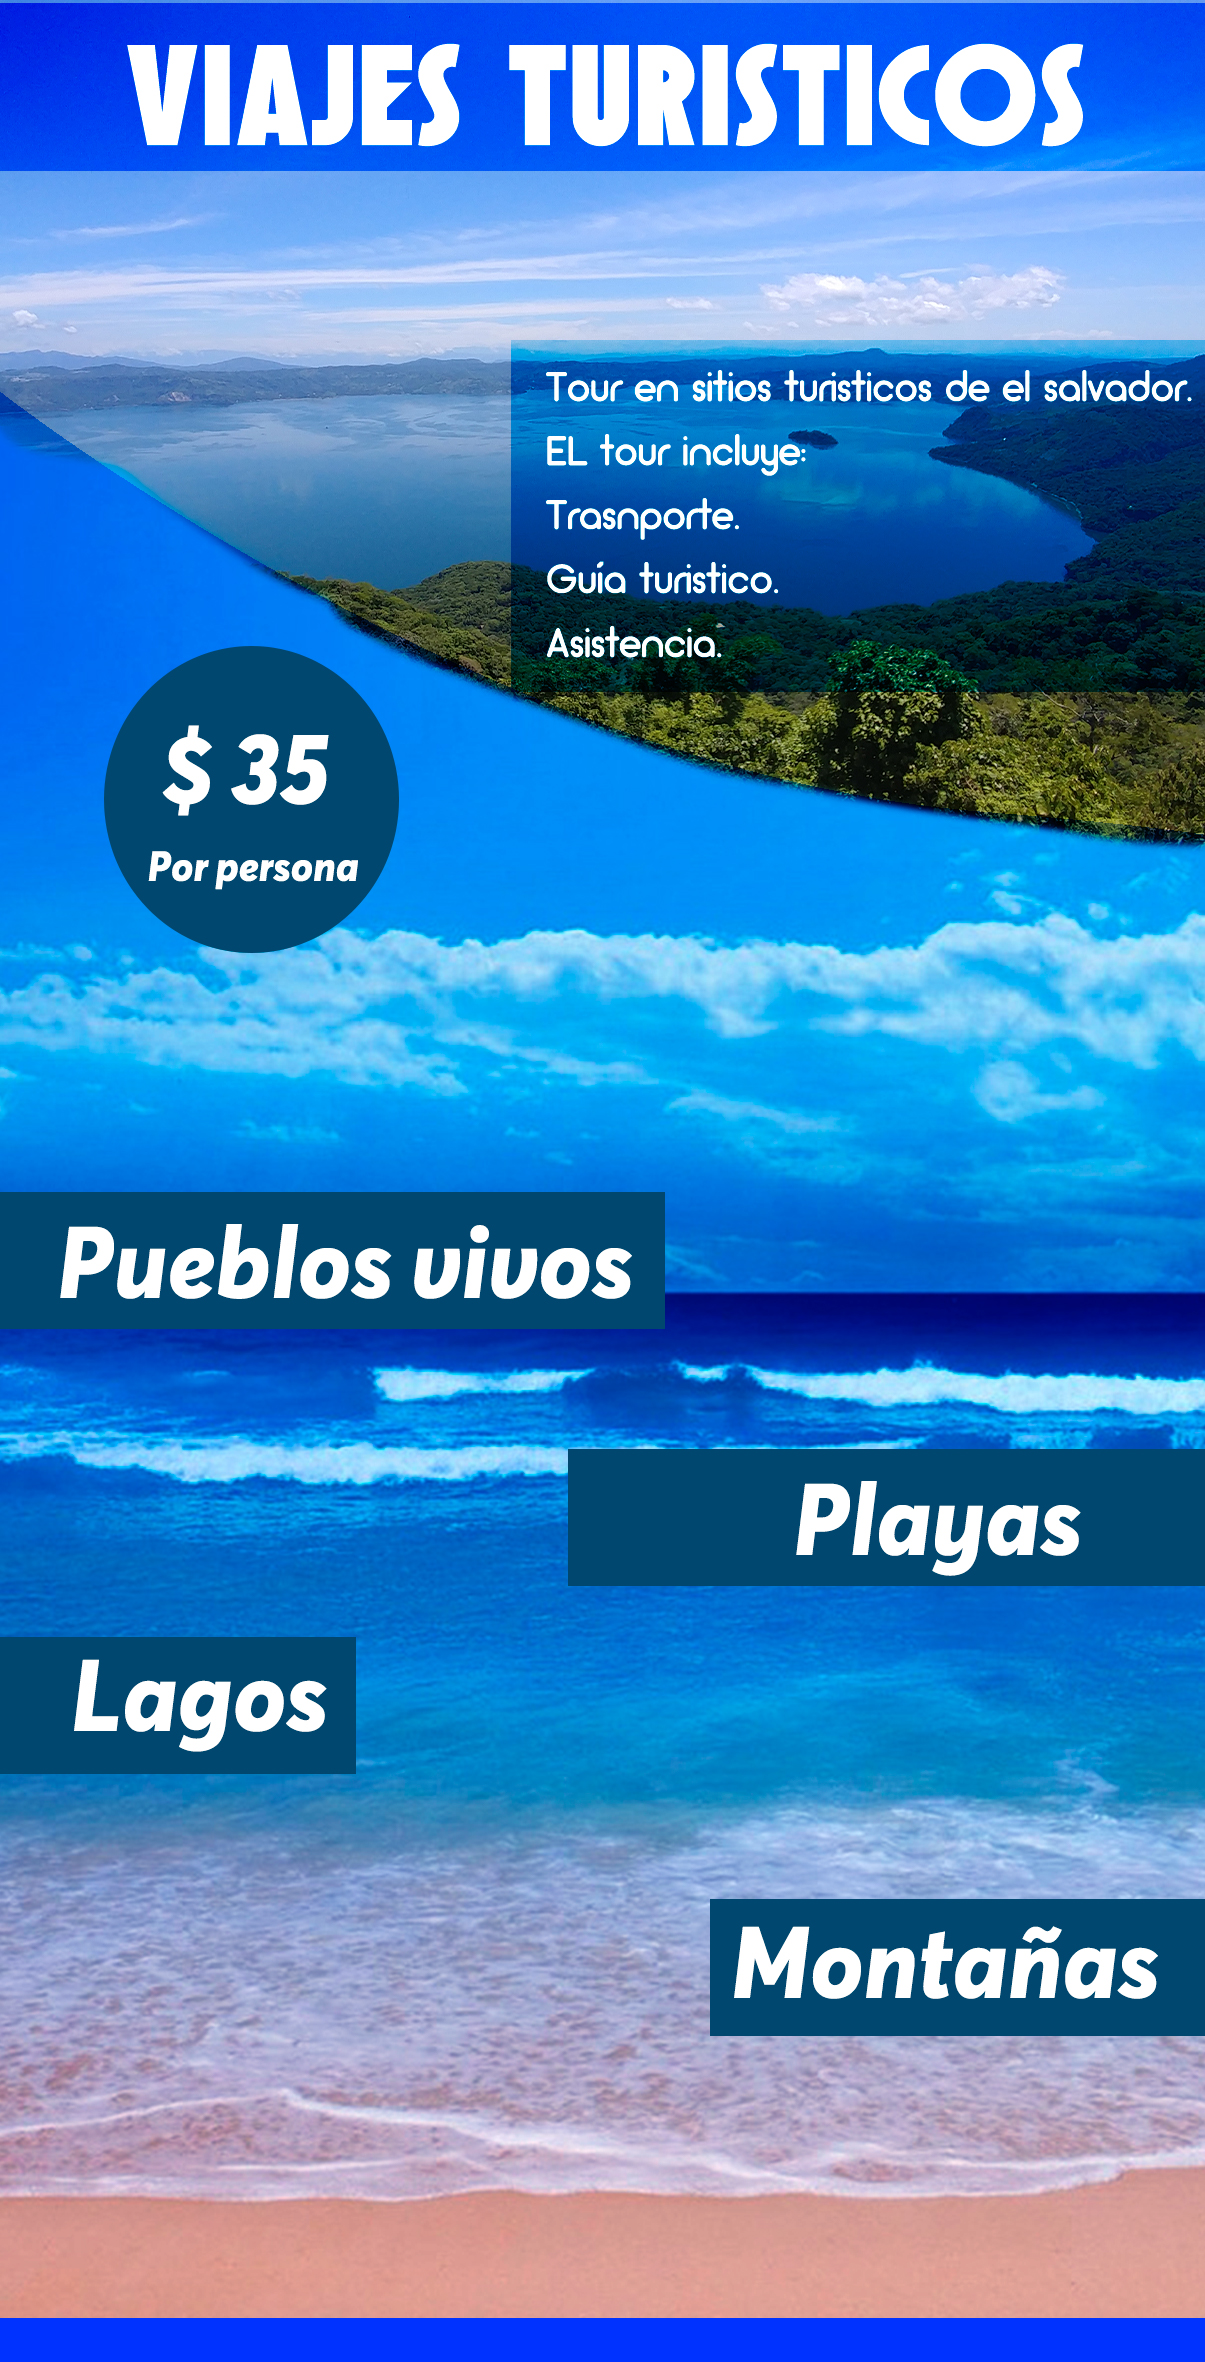 VIAJES TURISTICOS
Tour en sitios turisticos de el salvador.
EL tour incluye:
Trasnporte.
Guía turistico.
Asistencia.
$ 35
Por persona
Pueblos vivos
Playas
Lagos
Montañas